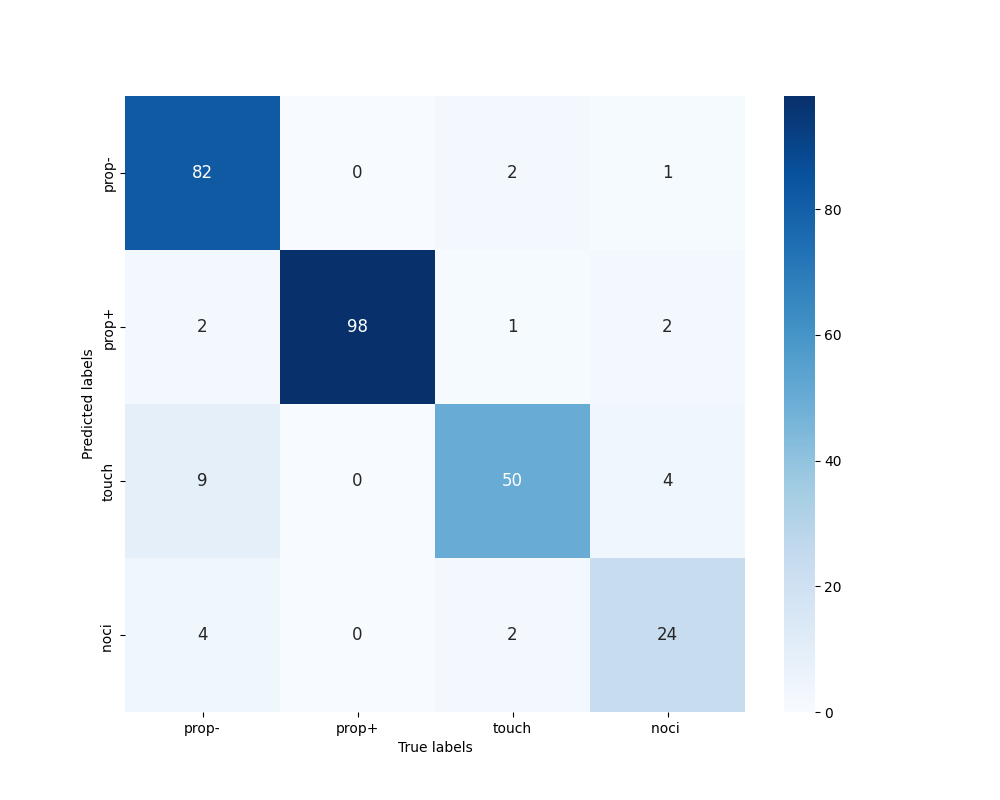 prop- 82 0 2 1
prop+ 2 98 1 2
touch 9 0 50 4
noci 4 0 2 24
Predicted labels
prop- prop+ touch noci
True labels
80
60
40
20
0